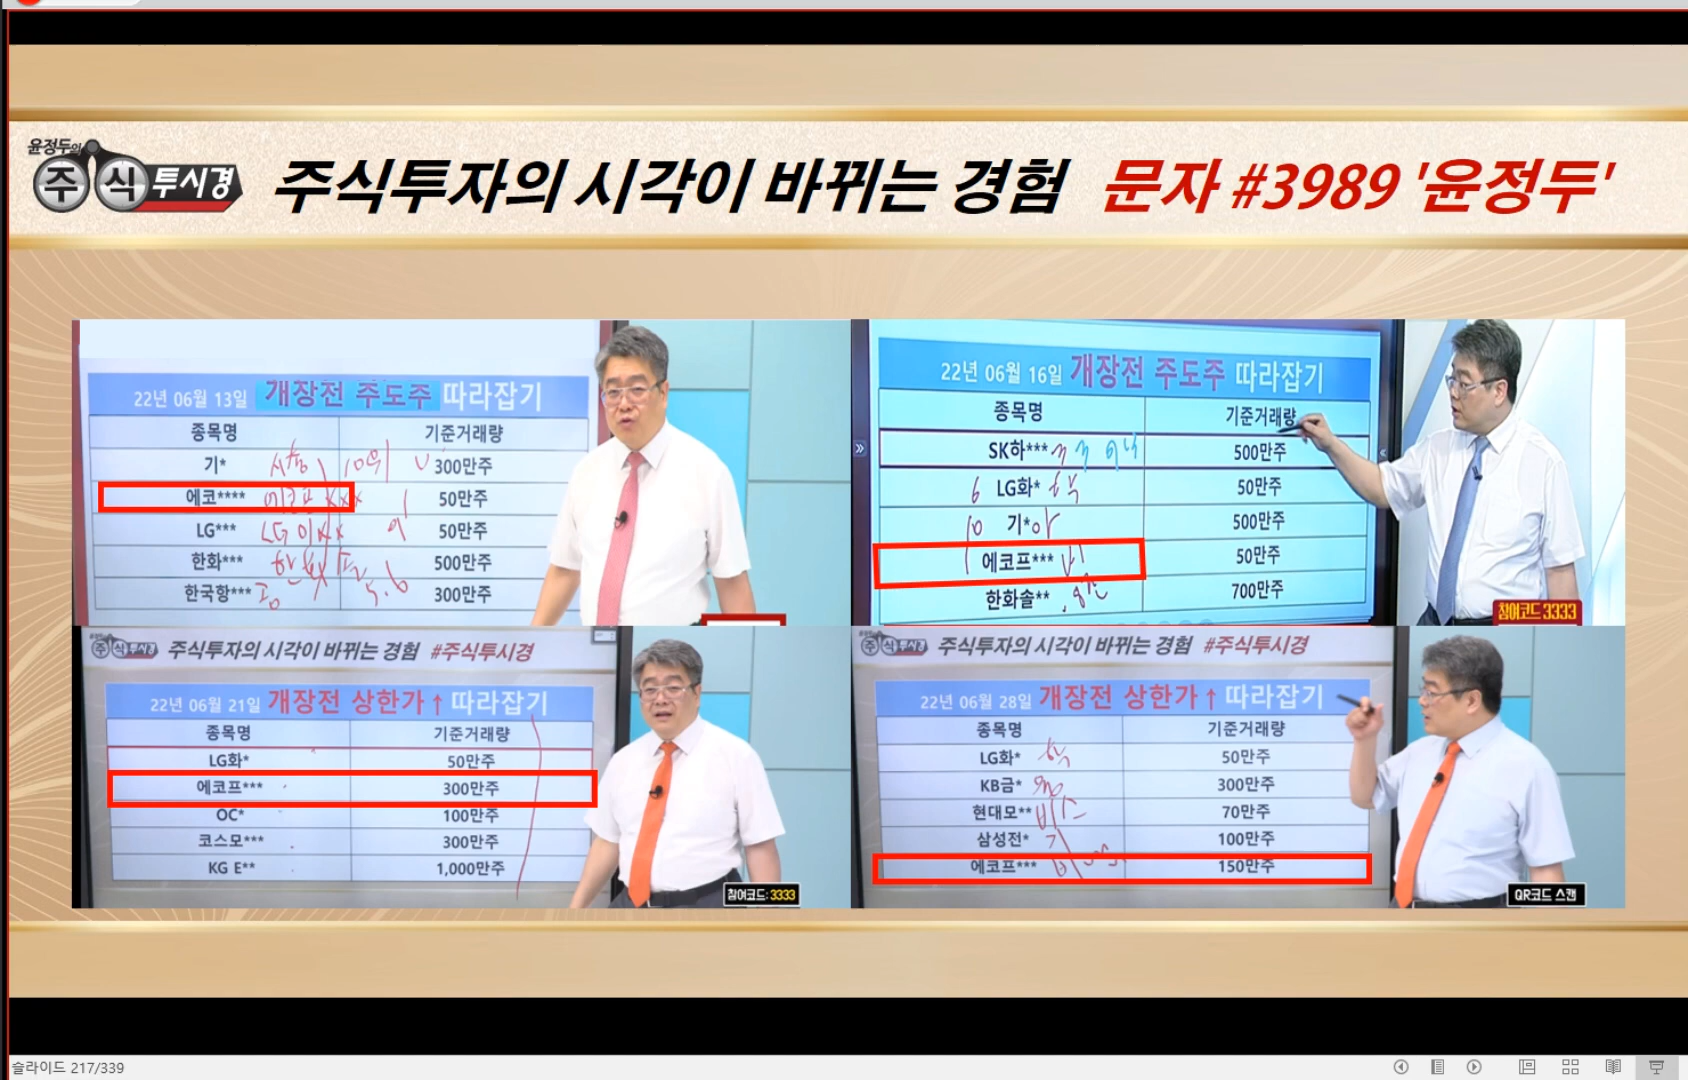 윤정두의
주식투시경
주식투자의 시각이 바뀌는 경험 문자 #3989 '윤정두'
22년 06월 13일 개장전 주도주 따라잡기
종목명 기준거래량
기* 300만주
에코**** 50만주
LG*** 50만주
한화*** 500만주
한국항*** 300만주
22년 06월 16일 개장전 주도주 따라잡기
종목명 기준거래량
SK하*** 500만주
LG화* 50만주
기* 500만주
에코프*** 50만주
한화솔** 700만주
참여코드 3333
주식투시경 주식투자의 시각이 바뀌는 경험 #주식투시경
22년 06월 21일 개장전 상한가↑ 따라잡기
종목명 기준거래량
LG화* 50만주
에코프*** 300만주
OC* 100만주
코스모*** 300만주
KG E** 1,000만주
참여코드: 3333
주식투시경 주식투자의 시각이 바뀌는 경험 #주식투시경
22년 06월 28일 개장전 상한가↑ 따라잡기
종목명 기준거래량
LG화* 50만주
KB금* 300만주
현대모** 70만주
삼성전* 100만주
에코프*** 150만주
QR코드 스캔
슬라이드 217/339